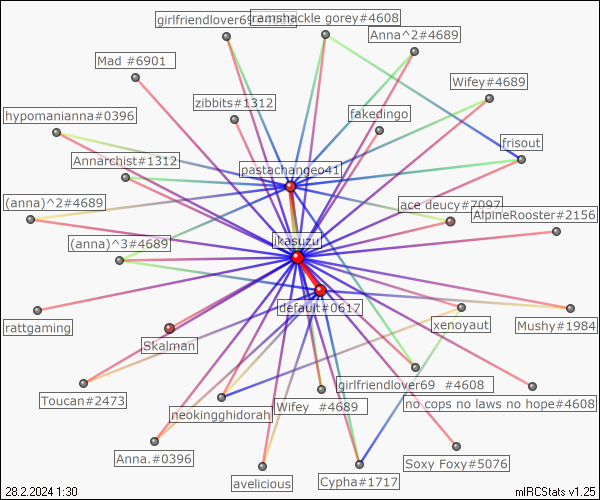 girlfriendlover69
ramshackle gorey#4608
Anna^2#4689
Mad #6901
Wifey#4689
zibbits#1312
hypomanianna#0396
fakedingo
frisout
Annarchist#1312
pastachangeo41
(anna)^2#4689
ace deucy#7097
AlpineRooster#2156
(anna)^3#4689
ikasuzu
default#0617
rattgaming
xenoyaut
Mushy#1984
Skalman
girlfriendlover69 #4608
Toucan#2473
neokingghidorah
Wifey #4689
no cops no laws no hope#4608
Anna.#0396
Soxy Foxy#5076
avelicious
Cypha#1717
28.2.2024 1:30
mIRCStats v1.25